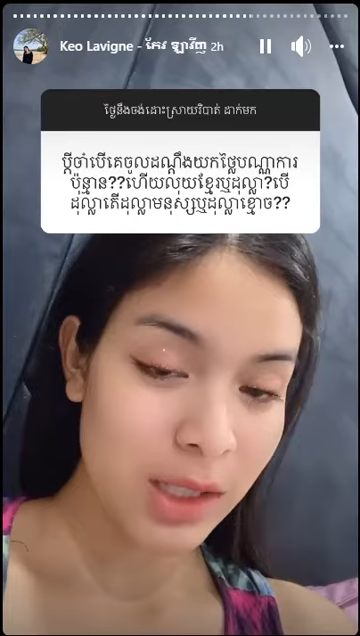 Keo Lavigne - កែវ ឡាវីញ 2h
ថ្ងៃនឹងចង់ដោះស្រាយវិបាត់ ដាក់មក
ប្ដីចាំបើគេចូលដណ្ដឹងយកថ្លៃបណ្ណាការ
ប៉ុន្មាន??ហើយលុយខ្មែរឬដុល្លា?បើ
ដុល្លាតើដុល្លាមនុស្សឬដុល្លាខ្មោច??